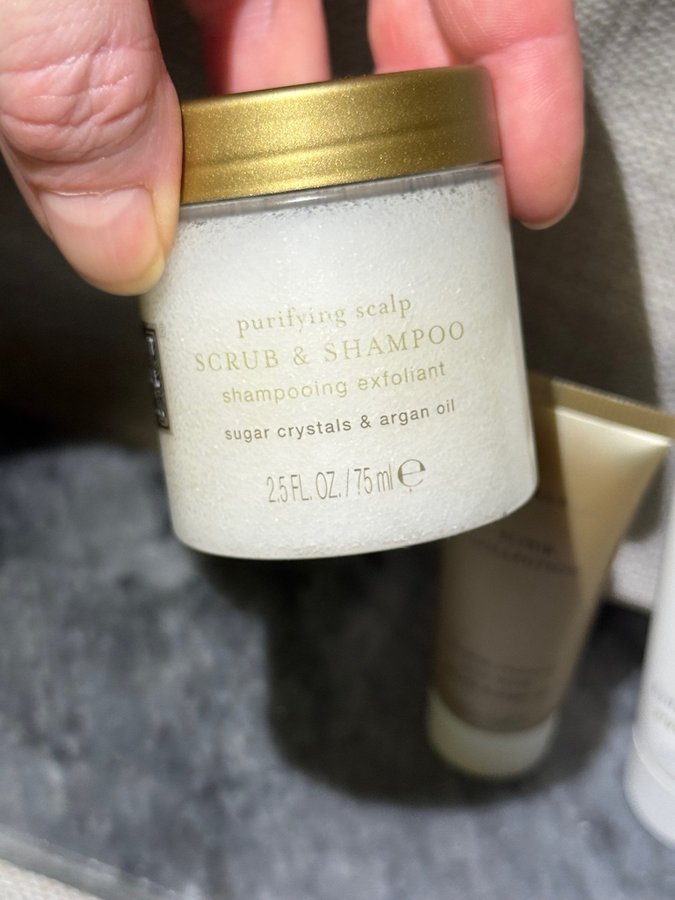 purifying scalp
SCRUB & SHAMPOO
shampooing exfoliant
sugar crystals & argan oil
2.5 FL. OZ. / 75 ml ℮